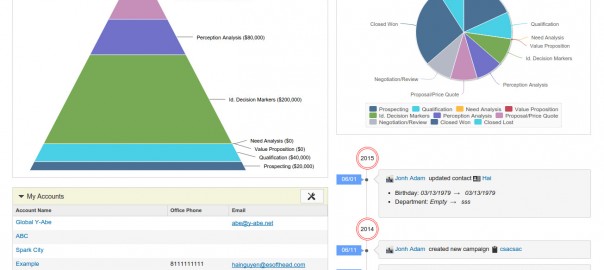 Perception Analysis ($80,000)
Id. Decision Markers ($200,000)
Need Analysis ($0)
Value Proposition ($0)
Qualification ($40,000)
Prospecting ($20,000)
My Accounts
Account Name Office Phone Email
Global Y-Abe abe@y-abe.net
ABC
Spark City
Example 8111111111 hainguyen@esofthead.com
Closed Won
Qualification
Need Analysis
Value Proposition
Id. Decision Markers
Perception Analysis
Proposal/Price Quote
Negotiation/Review
Prospecting Qualification Need Analysis Value Proposition
Id. Decision Markers Perception Analysis Proposal/Price Quote
Negotiation/Review Closed Won Closed Lost
2015
06/01 Jonh Adam updated contact Hai
Birthday: 03/13/1979 → 03/13/1979
Department: Empty → sss
2014
09/11 Jonh Adam created new campaign csacsac